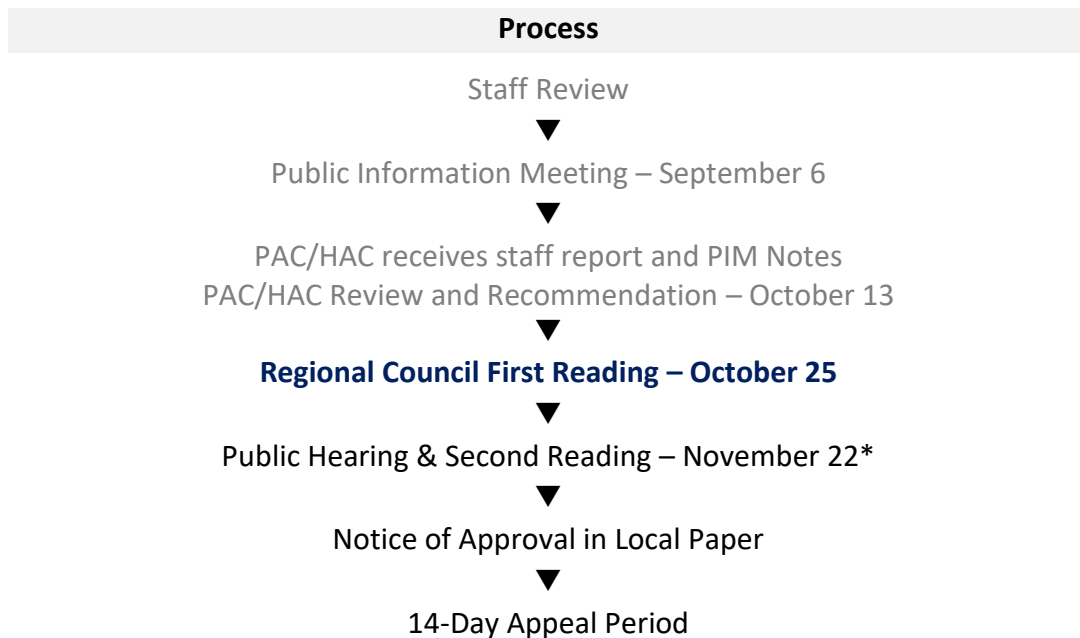 Process
Staff Review
Public Information Meeting – September 6
PAC/HAC receives staff report and PIM Notes
PAC/HAC Review and Recommendation – October 13
Regional Council First Reading – October 25
Public Hearing & Second Reading – November 22*
Notice of Approval in Local Paper
14-Day Appeal Period